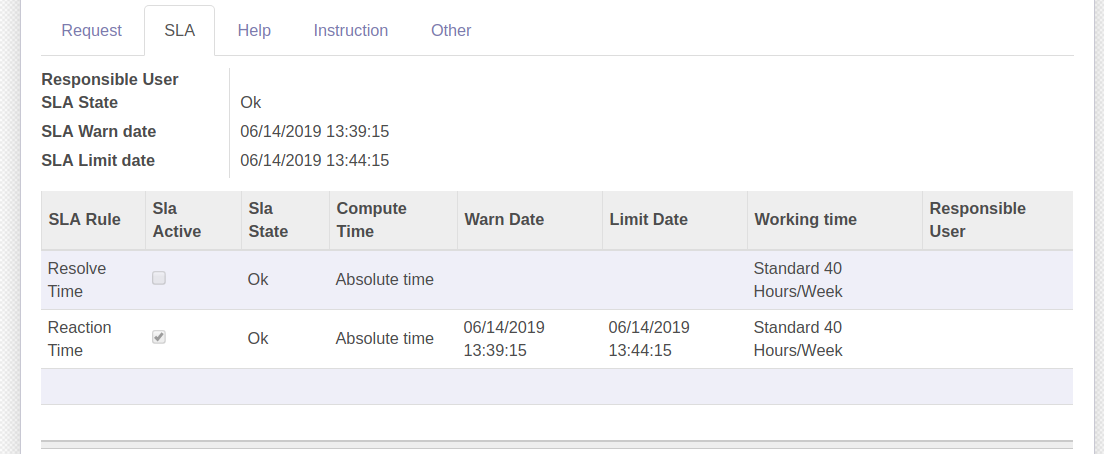 Request SLA Help Instruction Other
Responsible User
SLA State Ok
SLA Warn date 06/14/2019 13:39:15
SLA Limit date 06/14/2019 13:44:15
SLA Rule Sla Active Sla State Compute Time Warn Date Limit Date Working time Responsible User
Resolve Time Ok Absolute time Standard 40 Hours/Week
Reaction Time Ok Absolute time 06/14/2019 13:39:15 06/14/2019 13:44:15 Standard 40 Hours/Week